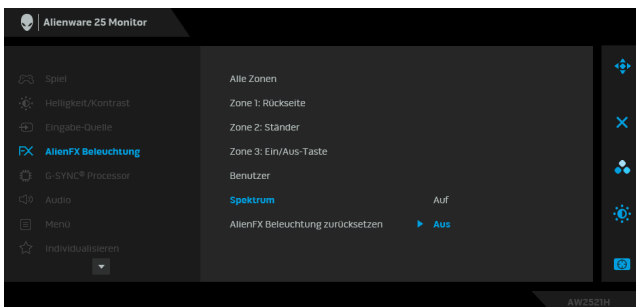 Alienware 25 Monitor
Spiel
Alle Zonen
Helligkeit/Kontrast
Zone 1: Rückseite
Eingabe-Quelle
Zone 2: Ständer
FX AlienFX Beleuchtung
Zone 3: Ein/Aus-Taste
G-SYNC® Processor
Benutzer
Audio
Spektrum Auf
Menü
AlienFX Beleuchtung zurücksetzen Aus
Individualisieren
AW2521H